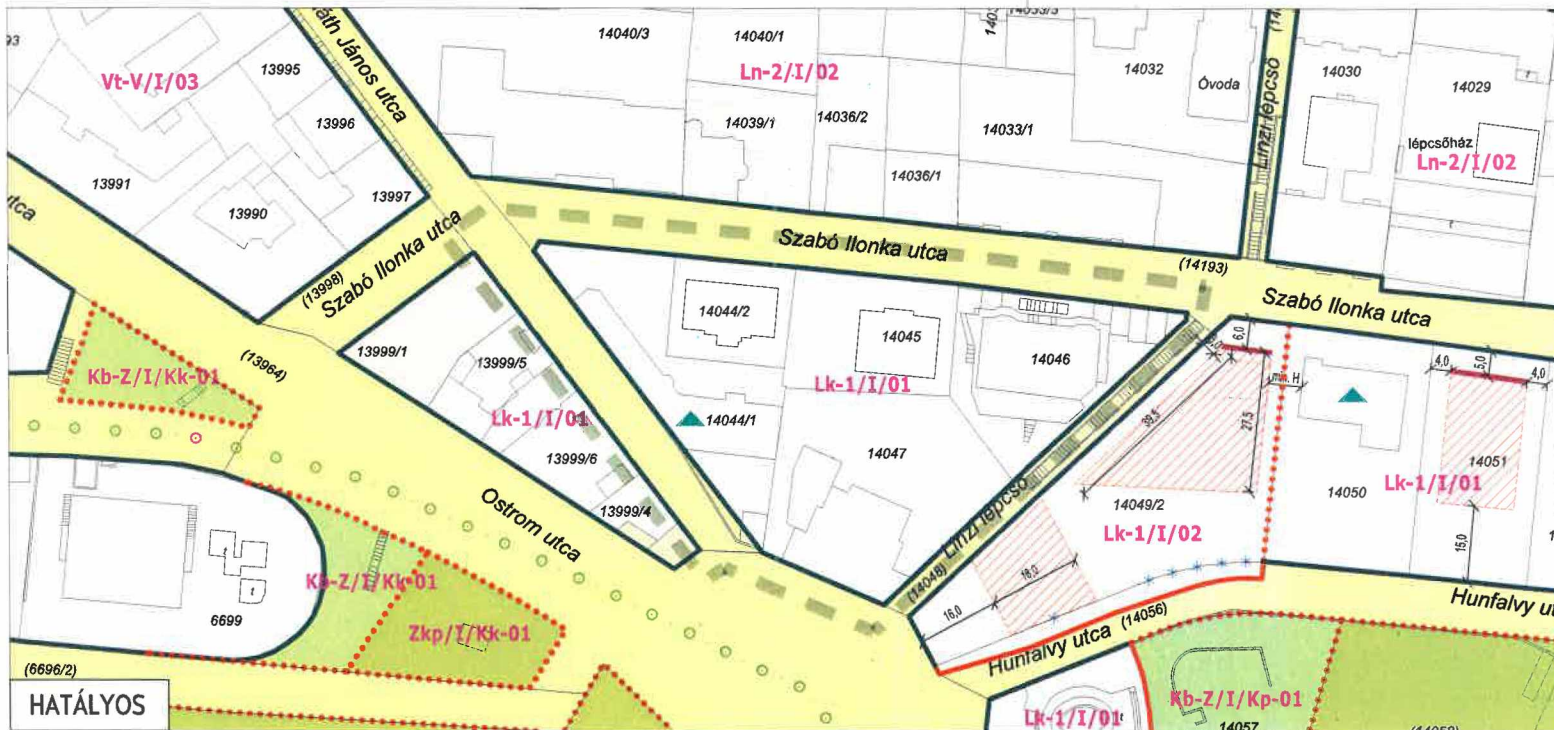 93
Vt-V/I/03
13995
13996
13997
13991
13990
áth János utca
14040/3
14040/1
Ln-2/I/02
14039/1
14036/2
14036/1
14033/1
14032
Óvoda
Linzi lépcső
14030
14029
lépcsőház
Ln-2/I/02
utca
(13998)
Szabó Ilonka utca
Szabó Ilonka utca
(14193)
Szabó Ilonka utca
(13964)
Kb-Z/I/Kk-01
13999/1
13999/5
Lk-1/I/01
13999/6
13999/4
14044/2
14044/1
14045
Lk-1/I/01
14046
14047
6,0
39,5
27,5
min. H
4,0
5,0
4,0
14051
14050
Lk-1/I/01
14049/2
Lk-1/I/02
15,0
Ostrom utca
Linzi lépcső
(14048)
16,0
18,0
Hunfalvy utca
(14056)
Hunfalvy ut
6699
Kb-Z/I/Kk-01
Zkp/I/Kk-01
(6696/2)
HATÁLYOS
Lk-1/I/01
Kb-Z/I/Kp-01
14057
(14058)